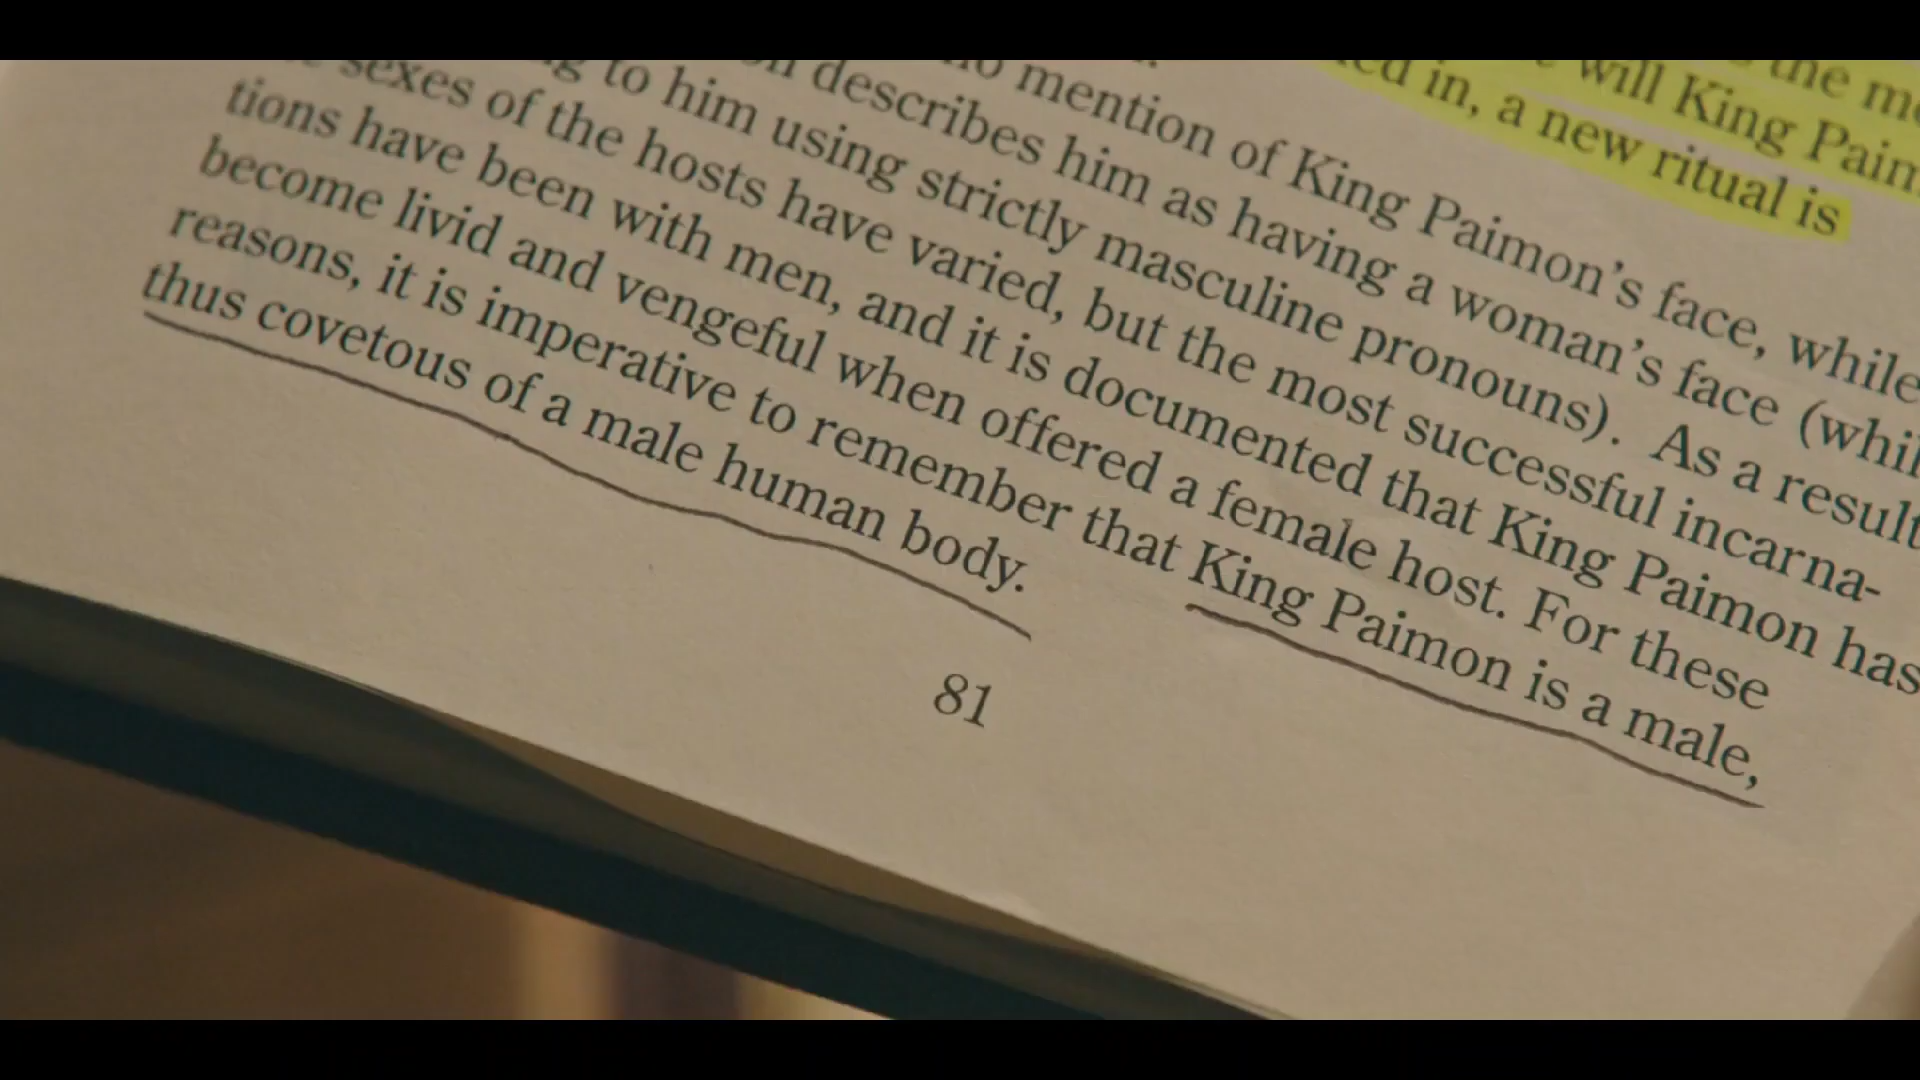 the
will King
in, a new ritual is
no mention of King Paimon's face, while
describes him as having a woman's face
to him using strictly masculine pronouns). As a result
sexes of the hosts have varied, but the most successful incarna-
tions have been with men, and it is documented that King Paimon has
become livid and vengeful when offered a female host. For these
reasons, it is imperative to remember that King Paimon is a male,
thus covetous of a male human body.
81